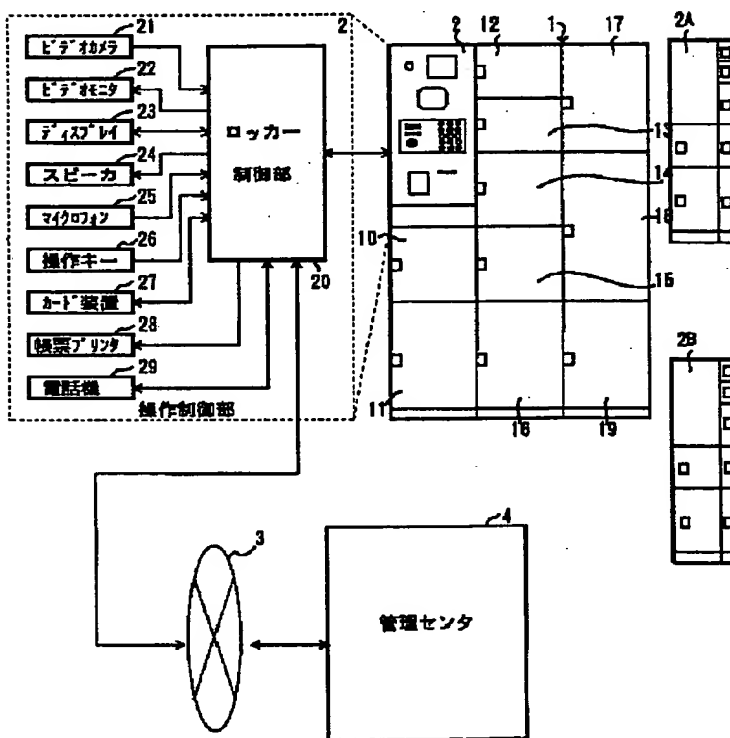 21
ビデオカメラ
22
ビデオモニタ
23
ディスプレイ
24
スピーカ
25
マイクロフォン
26
操作キー
27
カード装置
28
帳票プリンタ
29
電話機
操作制御部
2
ロッカー
制御部
20
2
12
1
17
13
14
18
10
15
11
16
19
2A
2B
3
4
管理センタ